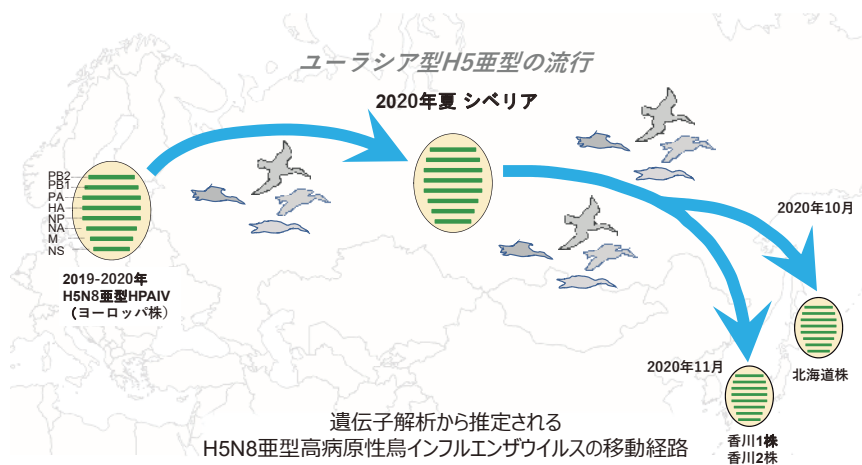 ユーラシア型H5亜型の流行
2020年夏 シベリア
PB2
PB1
PA
HA
NP
NA
M
NS
2019-2020年
H5N8亜型HPAIV
(ヨーロッパ株)
2020年10月
北海道株
2020年11月
香川1株
香川2株
遺伝子解析から推定される
H5N8亜型高病原性鳥インフルエンザウイルスの移動経路